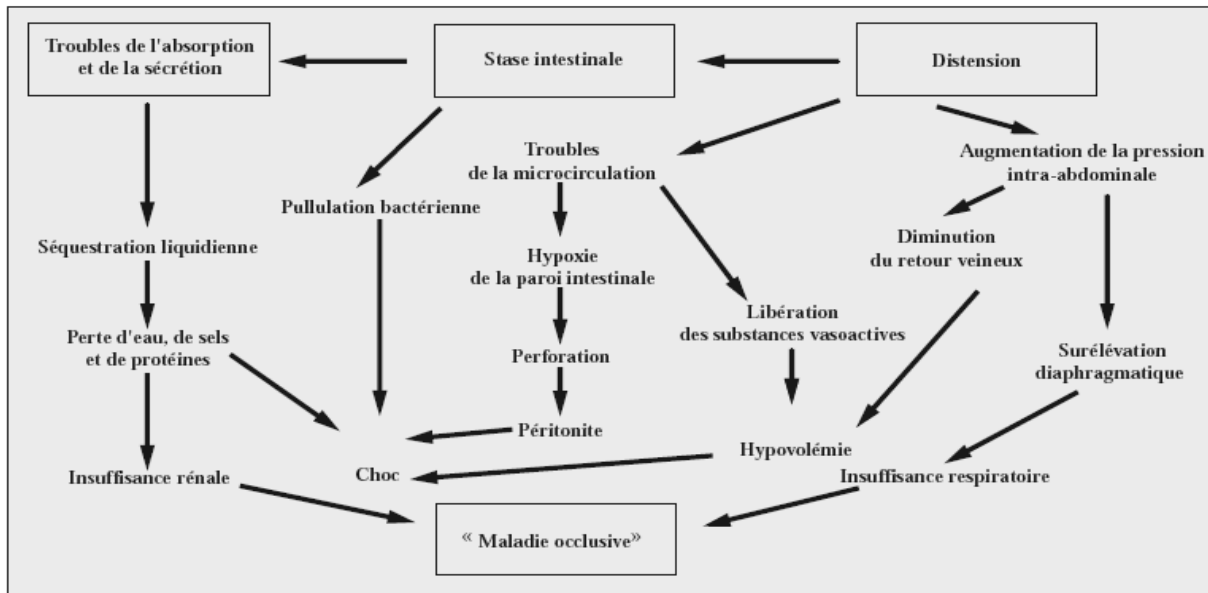 Troubles de l'absorption
et de la sécrétion
Stase intestinale
Distension
Troubles
de la microcirculation
Augmentation de la pression
intra-abdominale
Pullulation bactérienne
Séquestration liquidienne
Hypoxie
de la paroi intestinale
Diminution
du retour veineux
Libération
des substances vasoactives
Perte d'eau, de sels
et de protéines
Perforation
Surélévation
diaphragmatique
Péritonite
Hypovolémie
Insuffisance rénale
Choc
Insuffisance respiratoire
« Maladie occlusive»